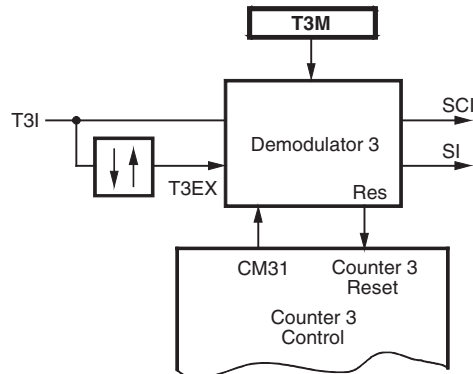 T3M
T3I
Demodulator 3
SCI
SI
T3EX
Res
CM31
Counter 3
Reset
Counter 3
Control